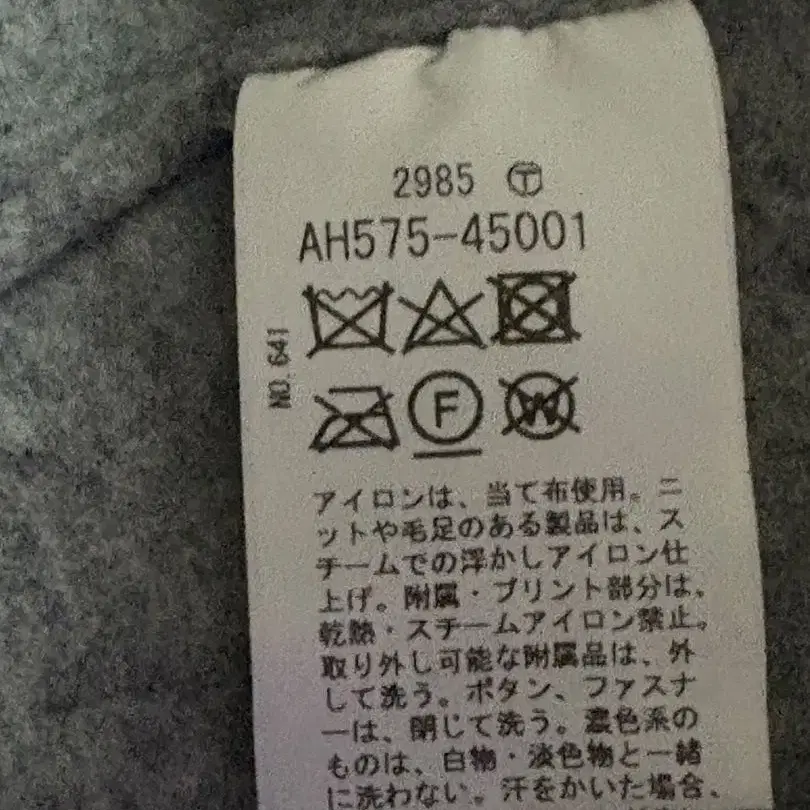 2985 Ⓣ
AH575-45001
NO.641
F
W
アイロンは、当て布使用。ニ
ットや毛足のある製品は、ス
チームでの浮かしアイロン仕
上げ。附属・プリント部分は、
乾熱・スチームアイロン禁止。
取り外し可能な附属品は、外
して洗う。ボタン、ファスナ
ーは、閉じて洗う。濃色系の
ものは、白物・淡色物と一緒
に洗わない。汗をかいた場合、